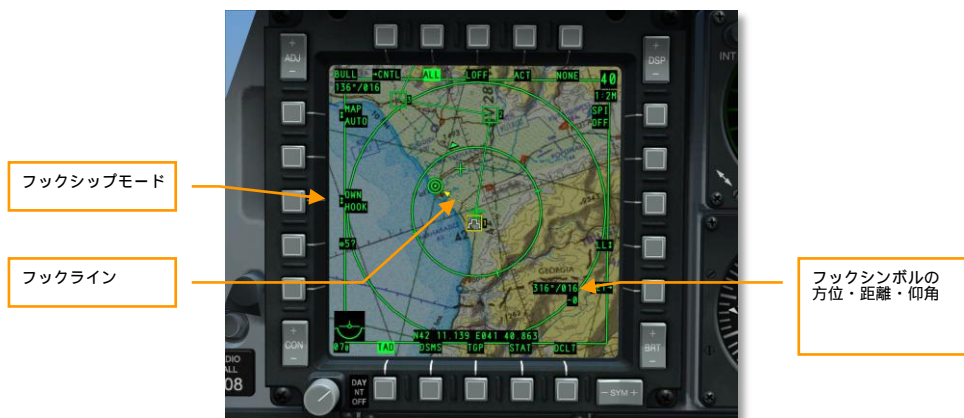 ADJ
DSP
INT
BULL →CNTL ALL LOFF ACT NONE 40
136°/016
1:2M
MAP
AUTO
SPI
OFF
フックシップモード
OWN
HOOK
フックライン
GEORGIA
316°/016
-0
フックシンボルの
方位・距離・仰角
N42 11.139 E041 40.863
CON
BRT
TAD DSMS TGP STAT DCLT
DAY
NT
OFF
- SYM +
08